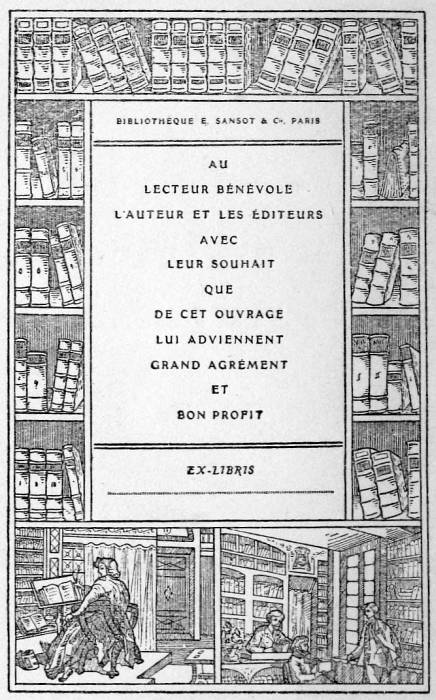 BIBLIOTHÈQUE E. SANSOT & Cie, PARIS
AU
LECTEUR BÉNÉVOLE
L'AUTEUR ET LES ÉDITEURS
AVEC
LEUR SOUHAIT
QUE
DE CET OUVRAGE
LUI ADVIENNENT
GRAND AGRÉMENT
ET
BON PROFIT
EX-LIBRIS